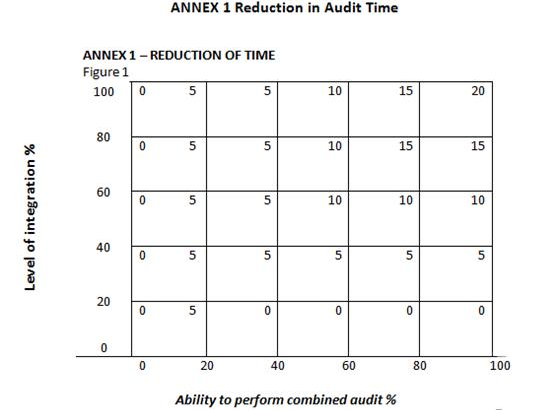 ANNEX 1 Reduction in Audit Time
ANNEX 1 – REDUCTION OF TIME
Figure 1
100 0 5 5 10 15 20
80 0 5 5 10 15 15
60 0 5 5 10 10 10
40 0 5 5 5 5 5
20 0 5 0 0 0 0
0
0 20 40 60 80 100
Level of integration %
Ability to perform combined audit %